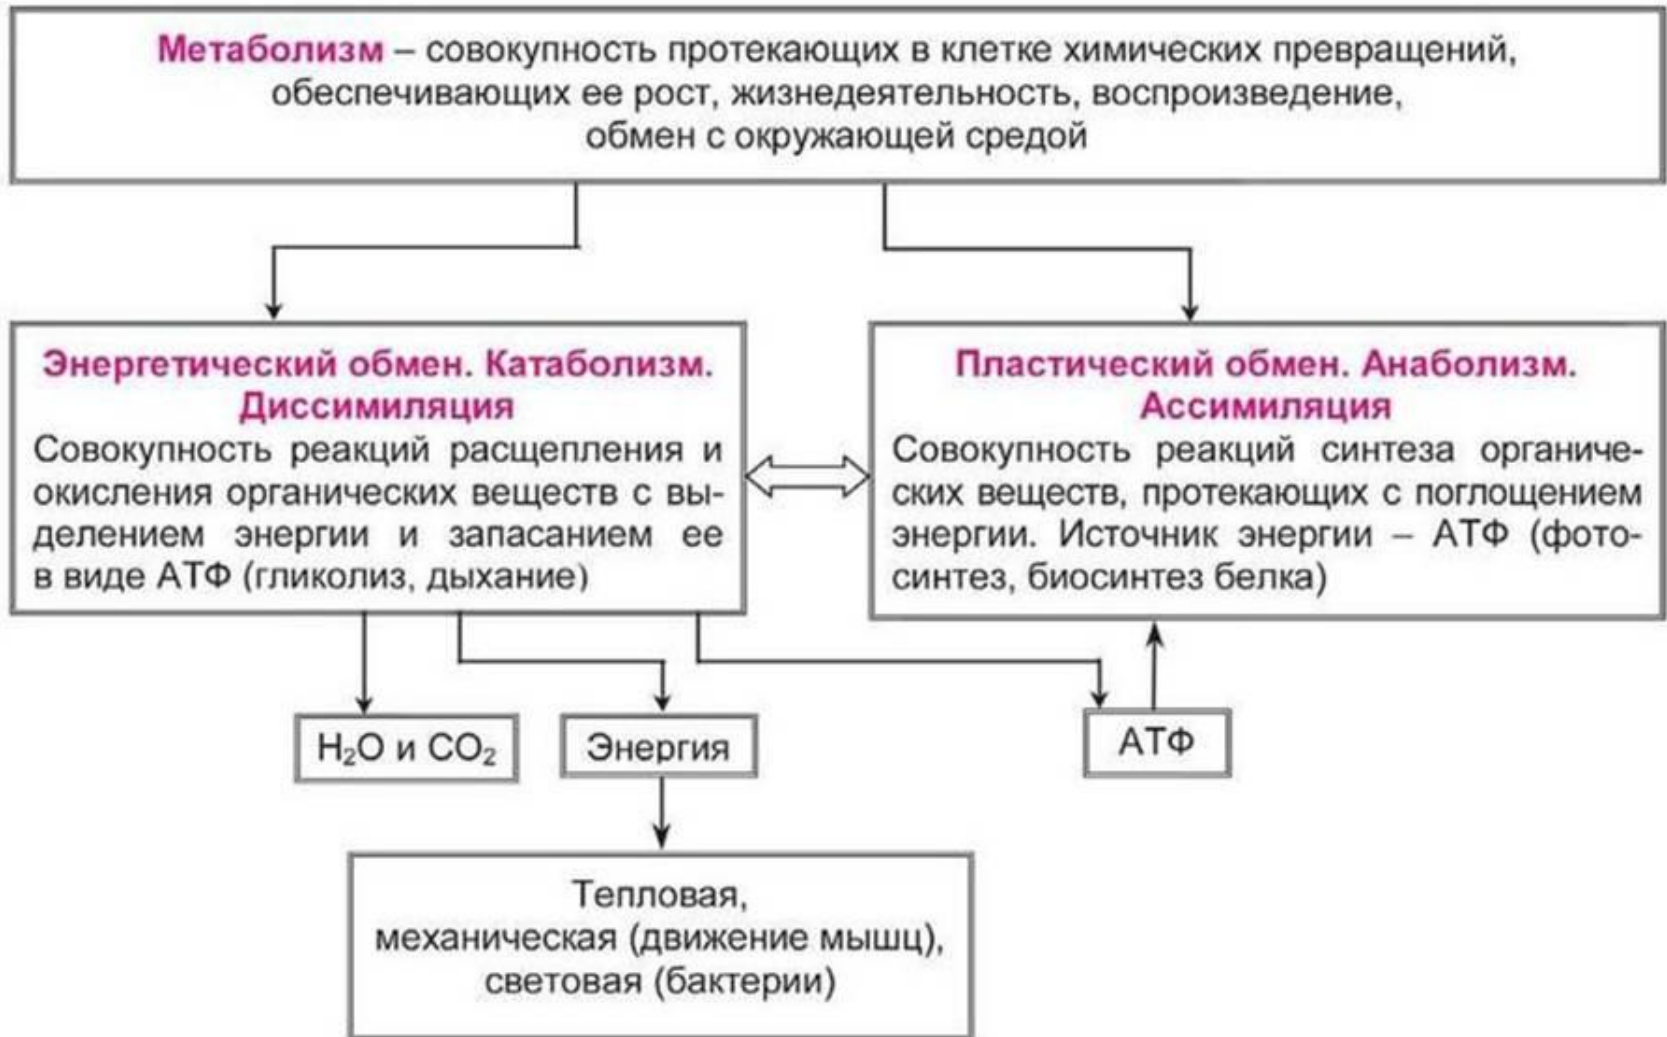 Метаболизм – совокупность протекающих в клетке химических превращений,
обеспечивающих ее рост, жизнедеятельность, воспроизведение,
обмен с окружающей средой
Энергетический обмен. Катаболизм.
Диссимиляция
Совокупность реакций расщепления и
окисления органических веществ с вы-
делением энергии и запасанием ее
в виде АТФ (гликолиз, дыхание)
Пластический обмен. Анаболизм.
Ассимиляция
Совокупность реакций синтеза органиче-
ских веществ, протекающих с поглощением
энергии. Источник энергии – АТФ (фото-
синтез, биосинтез белка)
H₂O и CO₂
Энергия
АТФ
Тепловая,
механическая (движение мышц),
световая (бактерии)